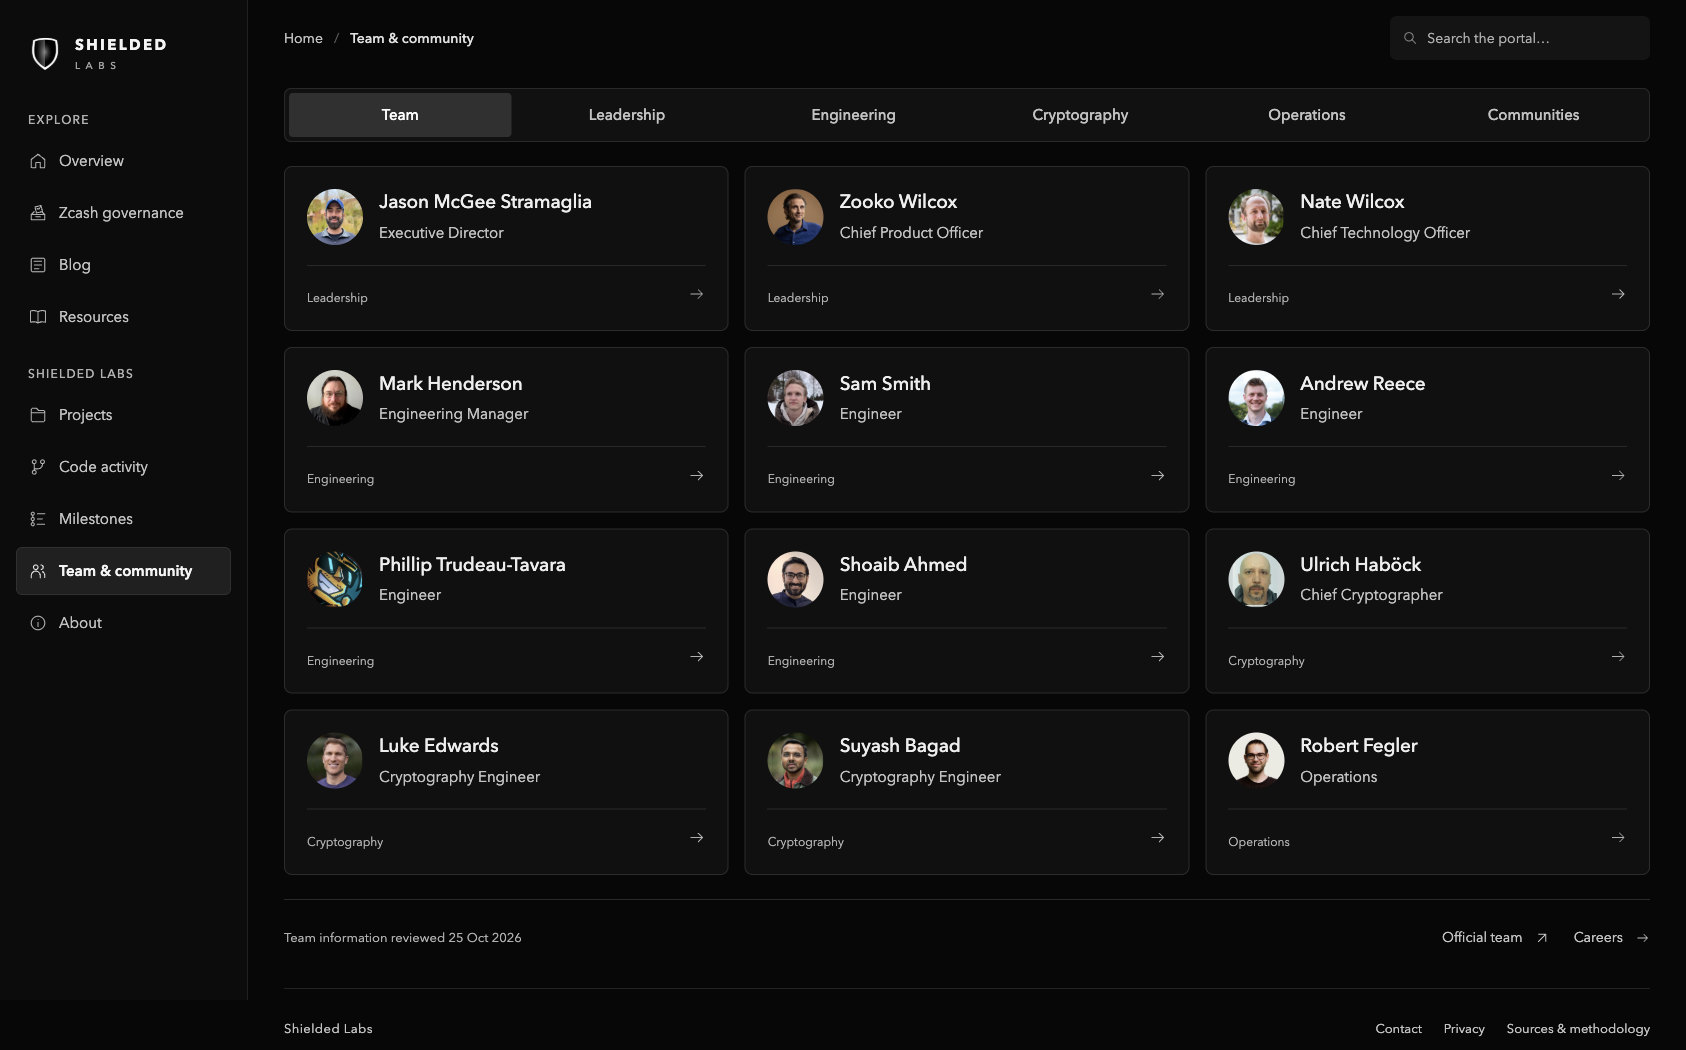 SHIELDED
LABS
EXPLORE
Overview
Zcash governance
Blog
Resources
SHIELDED LABS
Projects
Code activity
Milestones
Team & community
About
Home / Team & community
Search the portal...
Team Leadership Engineering Cryptography Operations Communities
Jason McGee Stramaglia
Executive Director
Leadership
Zooko Wilcox
Chief Product Officer
Leadership
Nate Wilcox
Chief Technology Officer
Leadership
Mark Henderson
Engineering Manager
Engineering
Sam Smith
Engineer
Engineering
Andrew Reece
Engineer
Engineering
Phillip Trudeau-Tavara
Engineer
Engineering
Shoaib Ahmed
Engineer
Engineering
Ulrich Haböck
Chief Cryptographer
Cryptography
Luke Edwards
Cryptography Engineer
Cryptography
Suyash Bagad
Cryptography Engineer
Cryptography
Robert Fegler
Operations
Operations
Team information reviewed 25 Oct 2026
Official team
Careers
Shielded Labs
Contact Privacy Sources & methodology